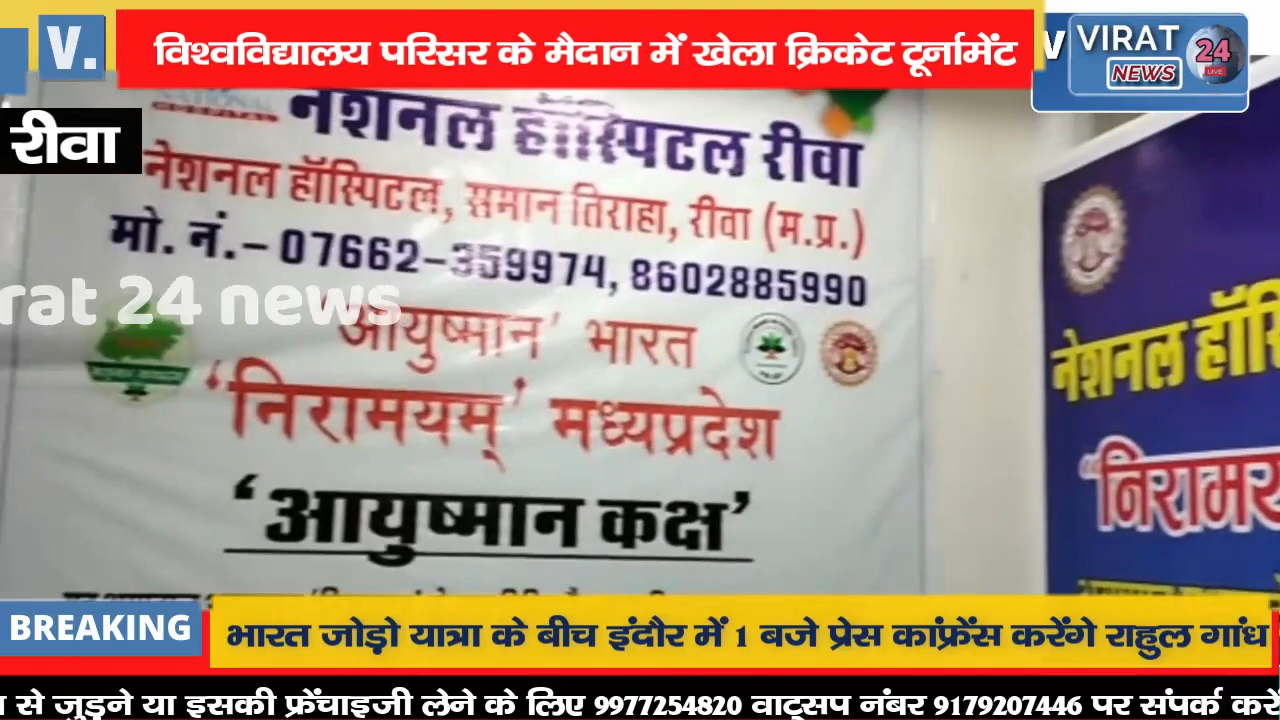 V.
विश्वविद्यालय परिसर के मैदान में खेला क्रिकेट टूर्नामेंट
V
VIRAT
NEWS
24
LIVE
रीवा
NATIONAL
नेशनल हॉस्पिटल रीवा
नेशनल हॉस्पिटल, समान तिराहा, रीवा (म.प्र.)
मो. नं.– 07662–359974, 8602885990
rat 24 news
'आयुष्मान' भारत
'निरामयम्' मध्यप्रदेश
'आयुष्मान कक्ष'
नेशनल हॉस्
"निरामय
BREAKING
भारत जोड़ो यात्रा के बीच इंदौर में 1 बजे प्रेस कांफ्रेंस करेंगे राहुल गांध
से जुड़ने या इसकी फ्रेंचाइजी लेने के लिए 9977254820 वाट्सप नंबर 9179207446 पर संपर्क करें